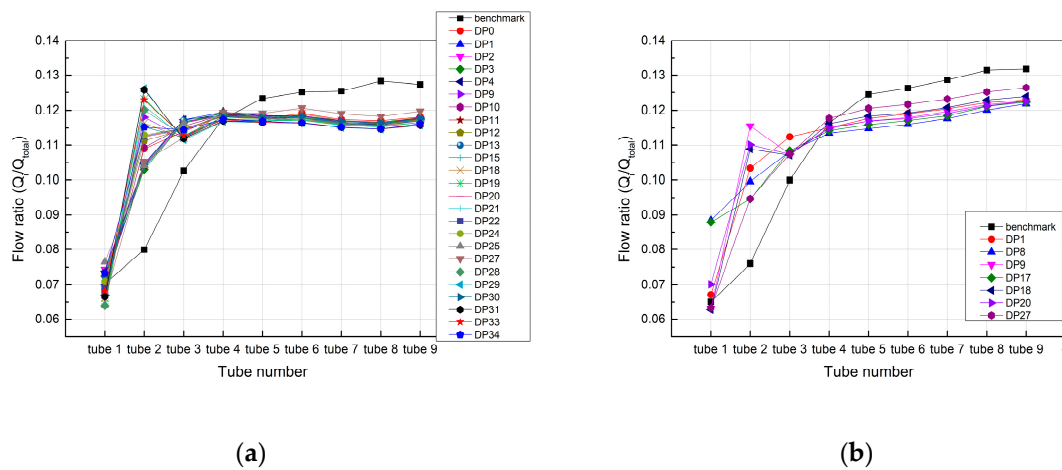 benchmark
DP0
DP1
DP2
DP3
DP4
DP9
DP10
DP11
DP12
DP13
DP15
DP18
DP19
DP20
DP21
DP22
DP24
DP25
DP27
DP28
DP29
DP30
DP31
DP33
DP34
0.14
0.13
0.12
0.11
0.10
0.09
0.08
0.07
0.06
Flow ratio (Q/Qtotal)
tube 1 tube 2 tube 3 tube 4 tube 5 tube 6 tube 7 tube 8 tube 9
Tube number
(a)
0.14
0.13
0.12
0.11
0.10
0.09
0.08
0.07
0.06
Flow ratio (Q/Qtotal)
benchmark
DP1
DP8
DP9
DP17
DP18
DP20
DP27
tube 1 tube 2 tube 3 tube 4 tube 5 tube 6 tube 7 tube 8 tube 9
Tube number
(b)